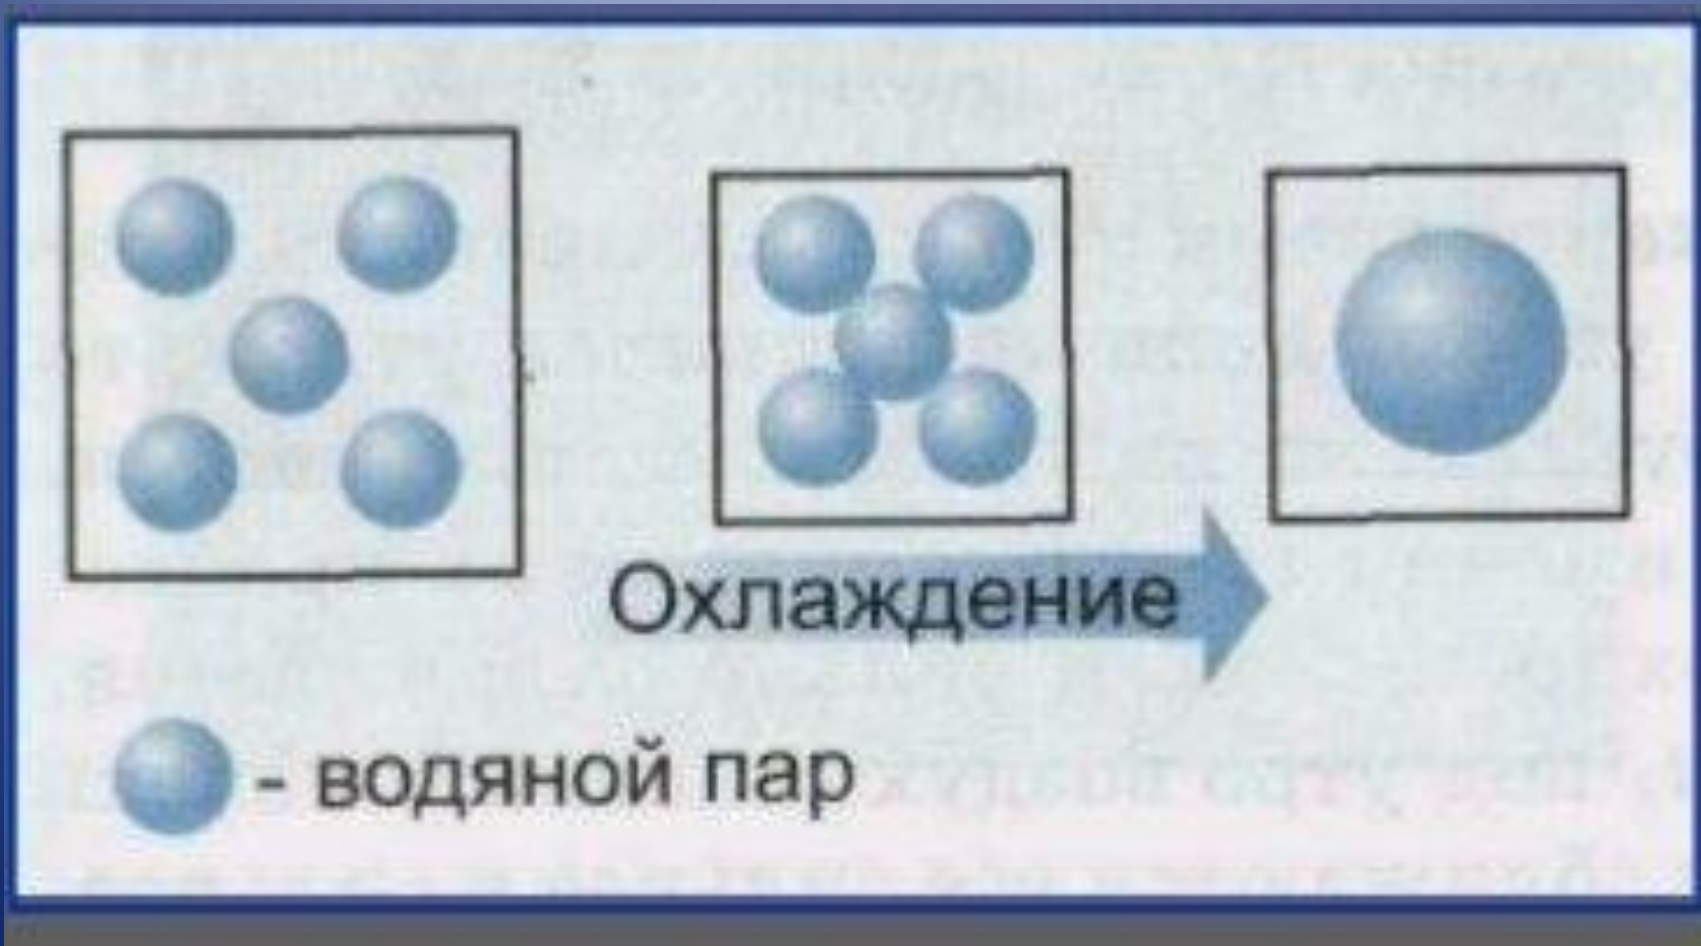 Охлаждение
- водяной пар